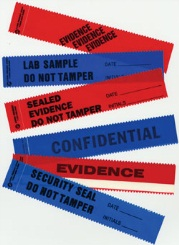 EVIDENCE
EVIDENCE
EVIDENCE
LAB SAMPLE
DATE
DO NOT TAMPER
INITIALS
SEALED
EVIDENCE
DATE
DO NOT TAMPER
INITIALS
CONFIDENTIAL
EVIDENCE
SECURITY SEAL
DATE
DO NOT TAMPER
INITIALS